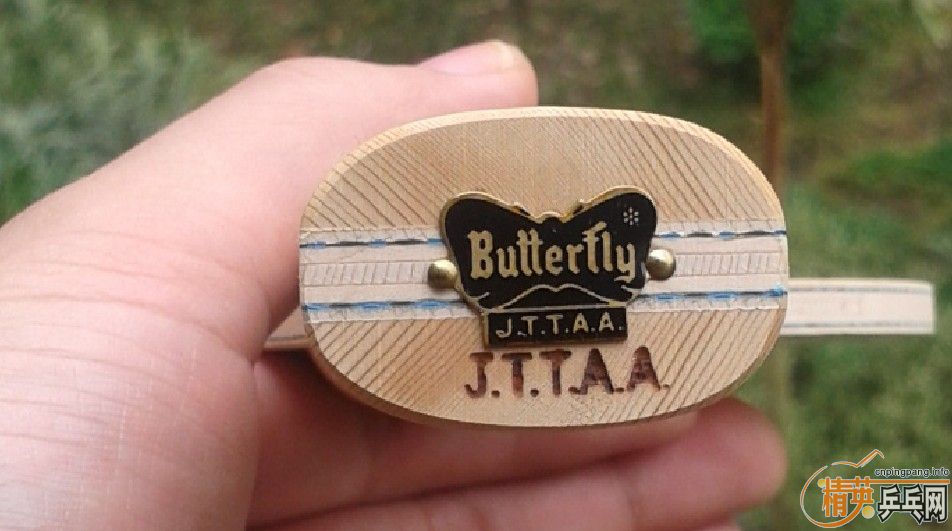 Butterfly
J.T.T.A.A.
J.T.T.A.A.
cnpingpang.info
精英乒乓网